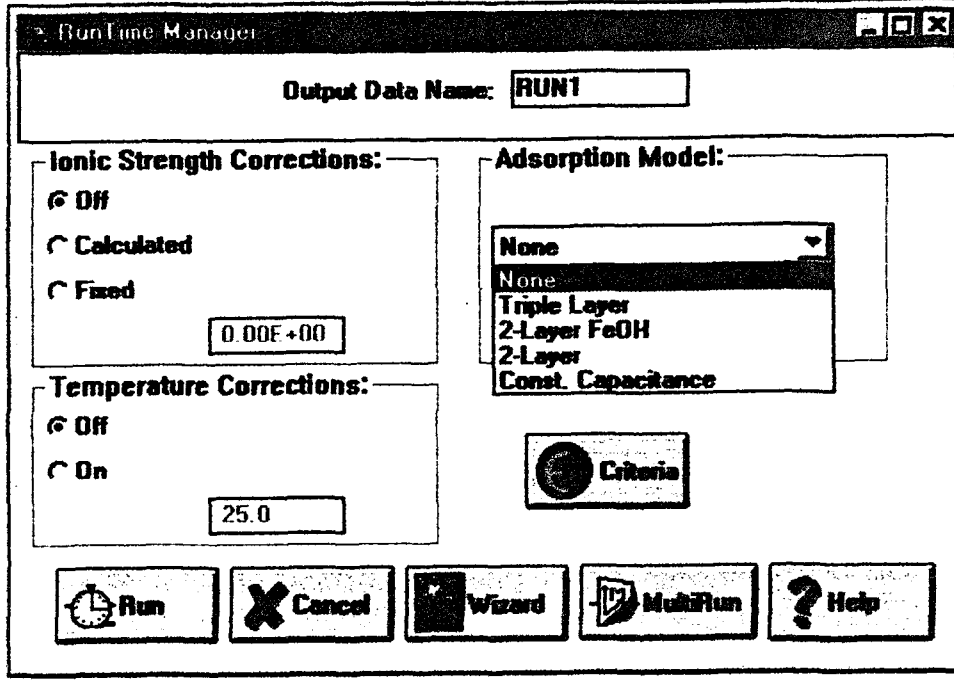 RunTime Manager
Output Data Name: RUN1
Ionic Strength Corrections:
Off
Calculated
Fixed
0.00E+00
Adsorption Model:
None
None
Triple Layer
2-Layer FeOH
2-Layer
Const. Capacitance
Temperature Corrections:
Off
On
25.0
Criteria
Run
Cancel
Wizard
MultiRun
Help